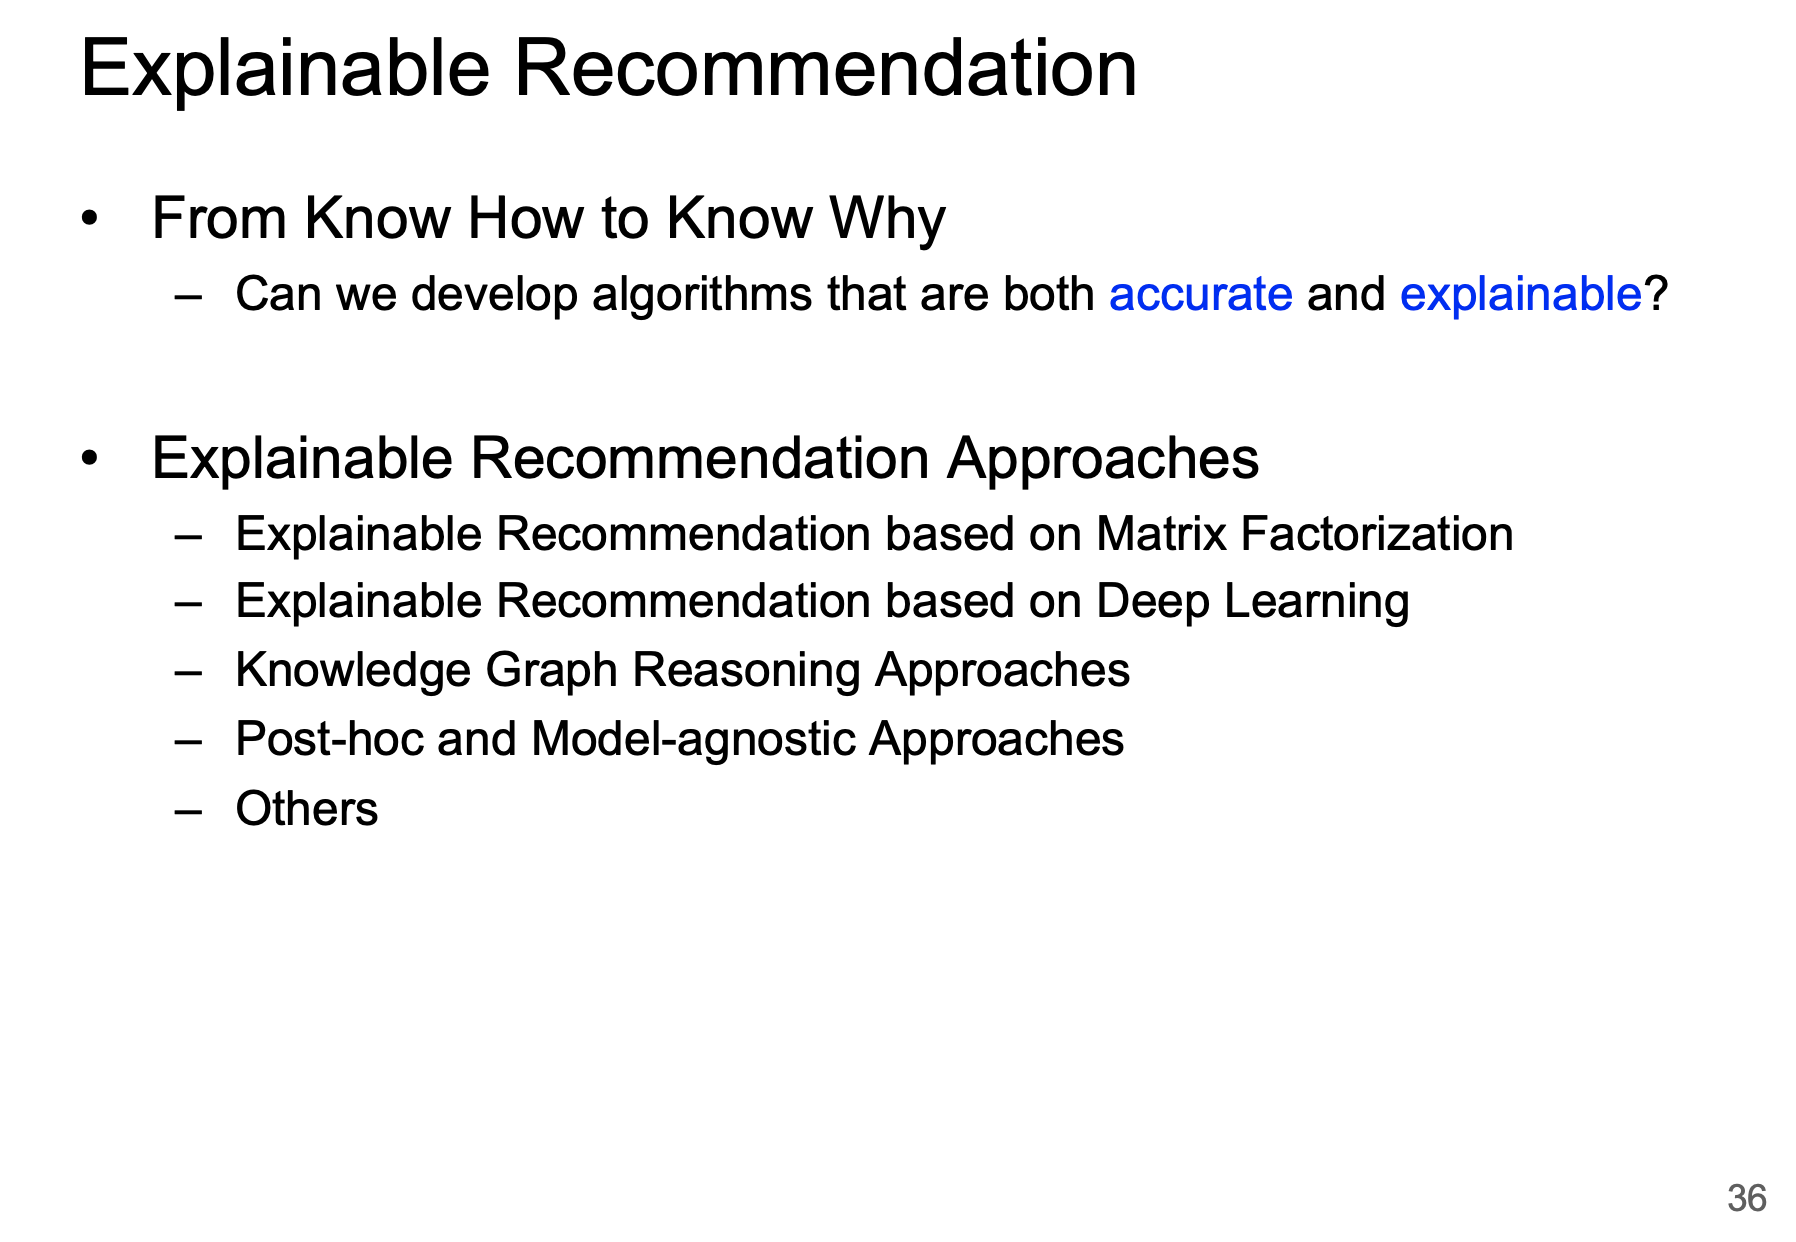 Explainable Recommendation
• From Know How to Know Why
– Can we develop algorithms that are both accurate and explainable?
• Explainable Recommendation Approaches
– Explainable Recommendation based on Matrix Factorization
– Explainable Recommendation based on Deep Learning
– Knowledge Graph Reasoning Approaches
– Post-hoc and Model-agnostic Approaches
– Others
36